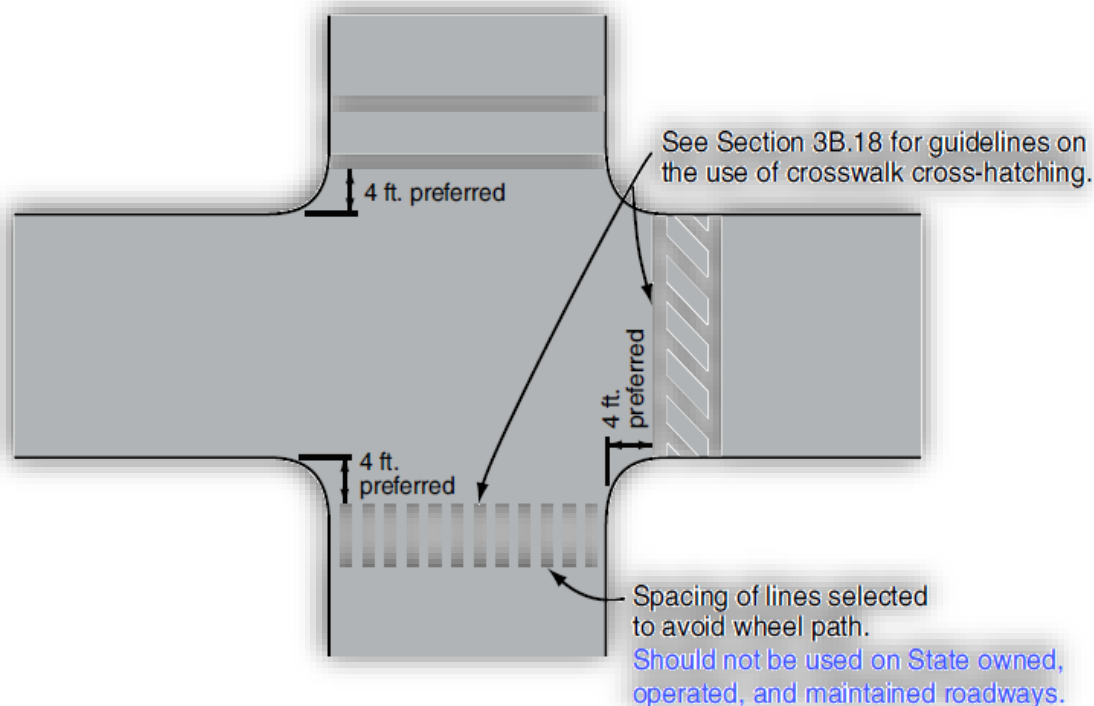 See Section 3B.18 for guidelines on
the use of crosswalk cross-hatching.
4 ft. preferred
4 ft.
preferred
4 ft.
preferred
Spacing of lines selected
to avoid wheel path.
Should not be used on State owned,
operated, and maintained roadways.